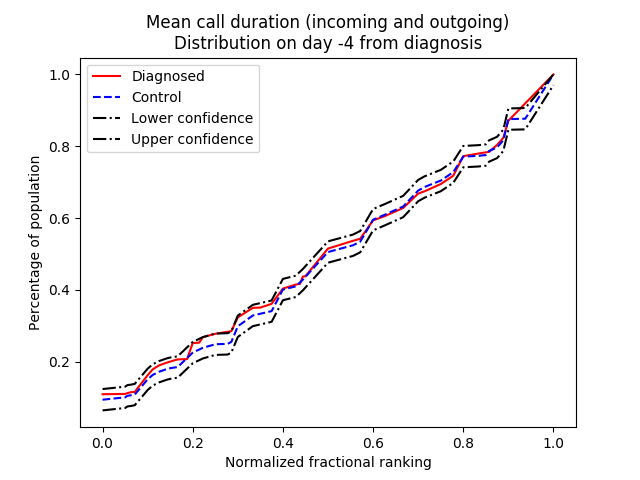 Mean call duration (incoming and outgoing)
Distribution on day -4 from diagnosis
Diagnosed
Control
Lower confidence
Upper confidence
1.0
0.8
0.6
0.4
0.2
Percentage of population
0.0 0.2 0.4 0.6 0.8 1.0
Normalized fractional ranking